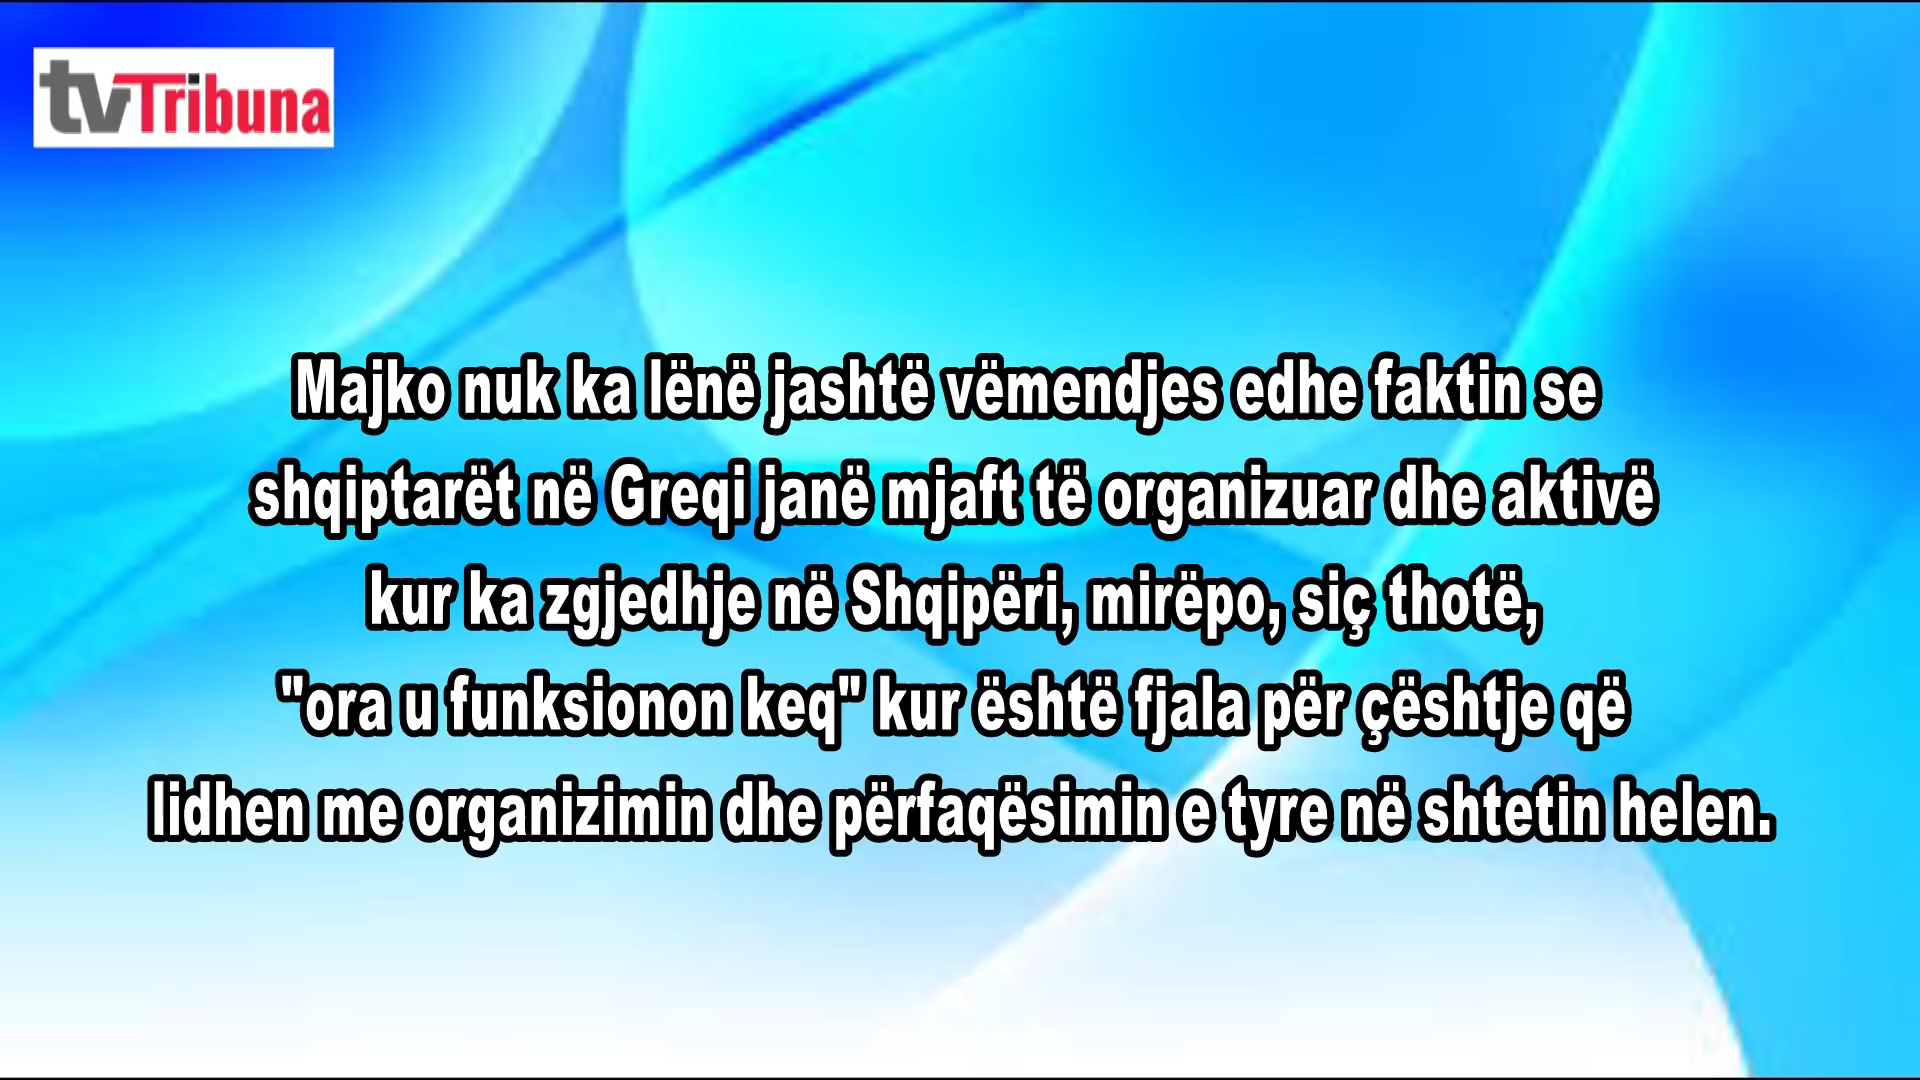 tvTribuna
Majko nuk ka lënë jashtë vëmendjes edhe faktin se
shqiptarët në Greqi janë mjaft të organizuar dhe aktivë
kur ka zgjedhje në Shqipëri, mirëpo, siç thotë,
"ora u funksionon keq" kur është fjala për çështje që
lidhen me organizimin dhe përfaqësimin e tyre në shtetin helen.